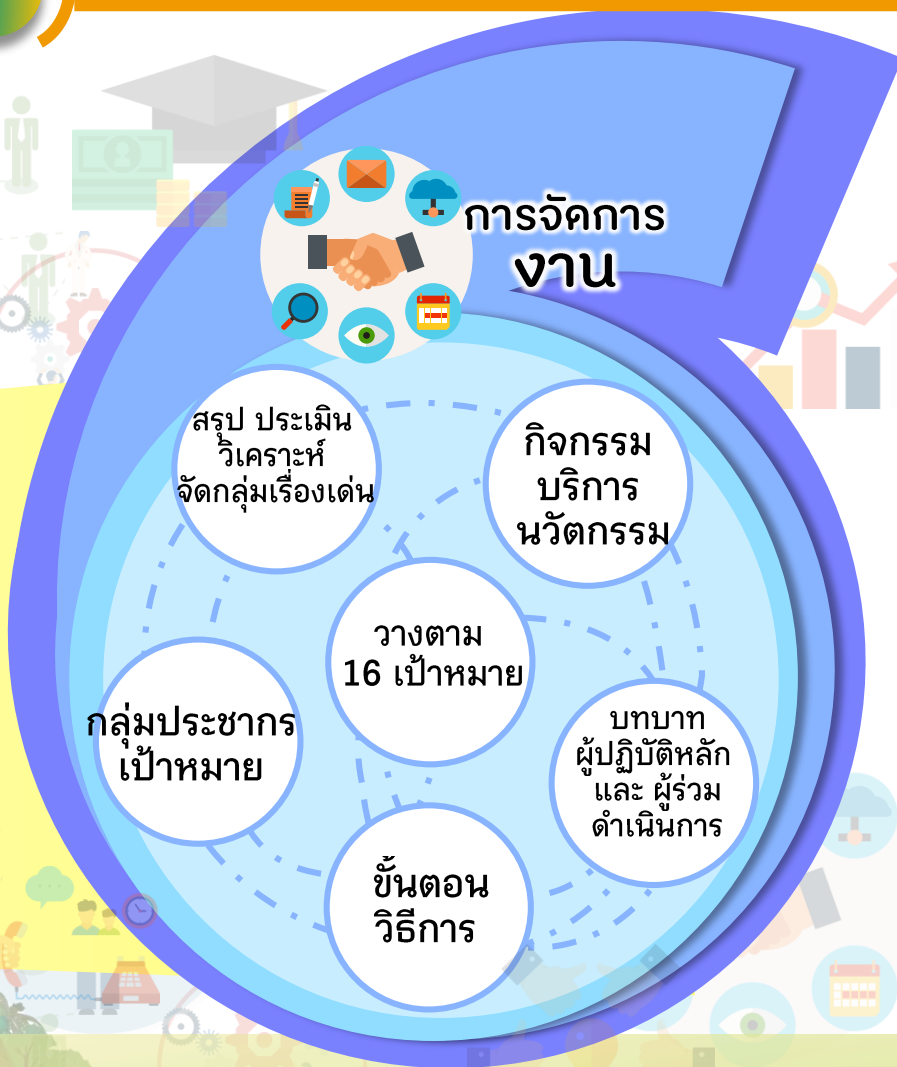 การจัดการ
งาน
สรุป ประเมิน
วิเคราะห์
จัดกลุ่มเรื่องเด่น
กิจกรรม
บริการ
นวัตกรรม
วางตาม
16 เป้าหมาย
กลุ่มประชากร
เป้าหมาย
บทบาท
ผู้ปฏิบัติหลัก
และ ผู้ร่วม
ดำเนินการ
ขั้นตอน
วิธีการ